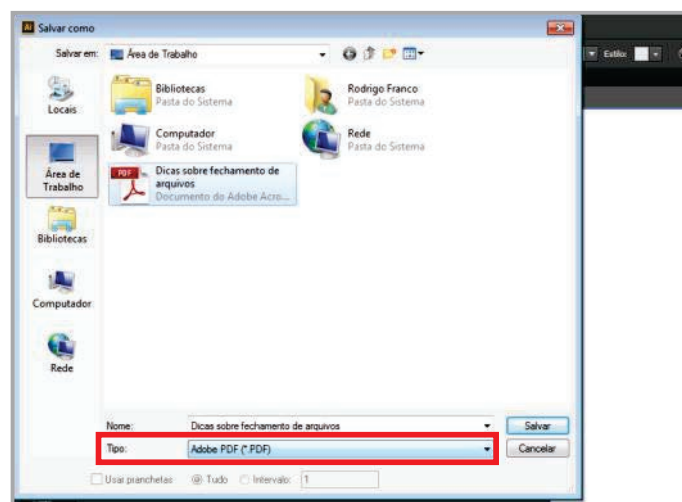 Ai Salvar como
Salvar em: Área de Trabalho
Estilo:
Locais
Área de
Trabalho
Bibliotecas
Computador
Rede
Bibliotecas
Pasta do Sistema
Rodrigo Franco
Pasta do Sistema
Computador
Pasta do Sistema
Rede
Pasta do Sistema
PDF
Dicas sobre fechamento de
arquivos
Documento do Adobe Acro...
Nome: Dicas sobre fechamento de arquivos Salvar
Tipo: Adobe PDF (*.PDF) Cancelar
Usar pranchetas Tudo Intervalo: 1